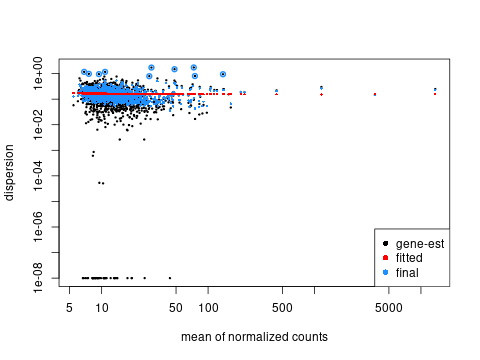 dispersion
1e+00
1e-02
1e-04
1e-06
1e-08
gene-est
fitted
final
5 10 50 100 500 5000
mean of normalized counts